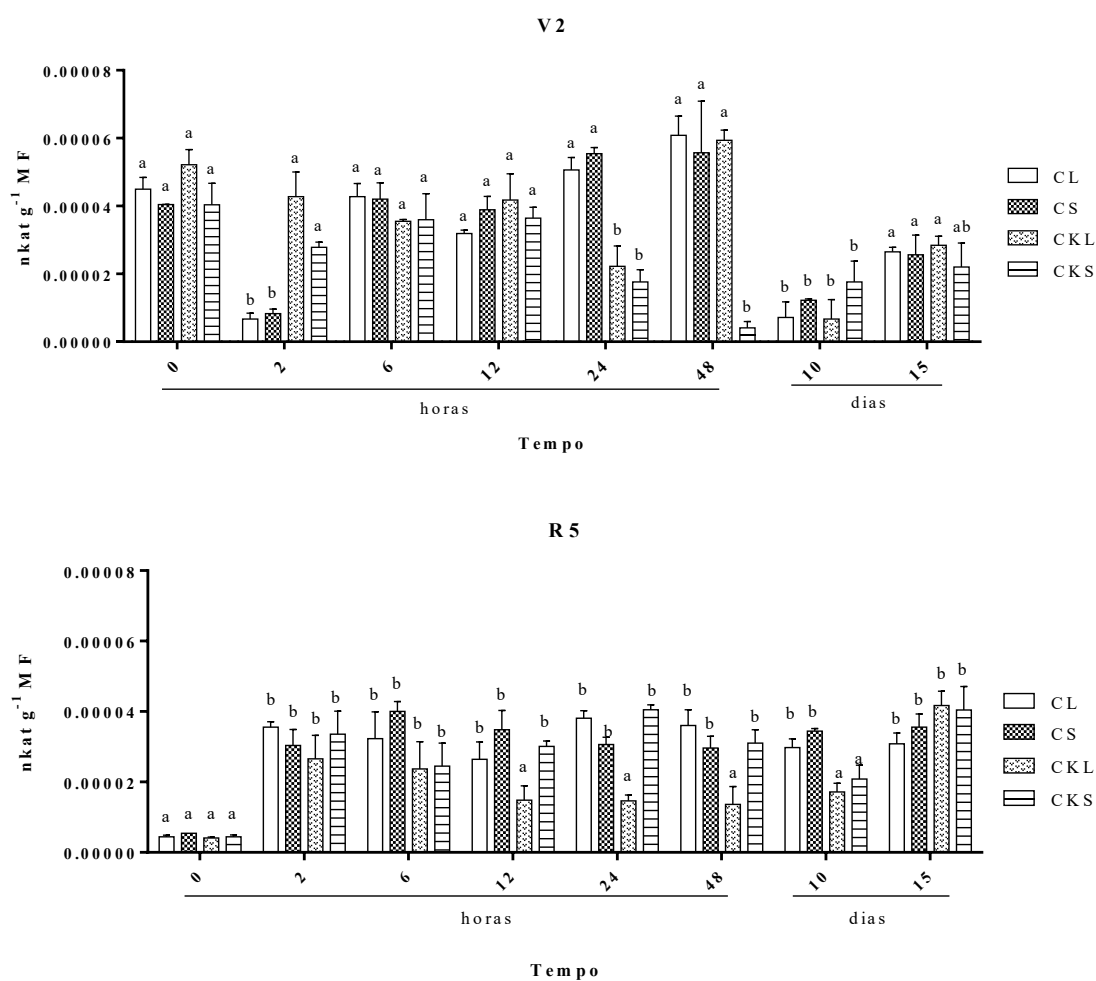 V2
nkat g-1 MF
0.00008
0.00006
0.00004
0.00002
0.00000
a a a a
b b a a
a a a a
a a a a
a a b b
a a a b
b b b b
a a a ab
0 2 6 12 24 48 10 15
horas dias
Tempo
CL
CS
CKL
CKS
R5
nkat g-1 MF
0.00008
0.00006
0.00004
0.00002
0.00000
a a a a
b b b b
b b b b
b b a b
b b a b
b b a b
b b a a
b b b b
0 2 6 12 24 48 10 15
horas dias
Tempo
CL
CS
CKL
CKS